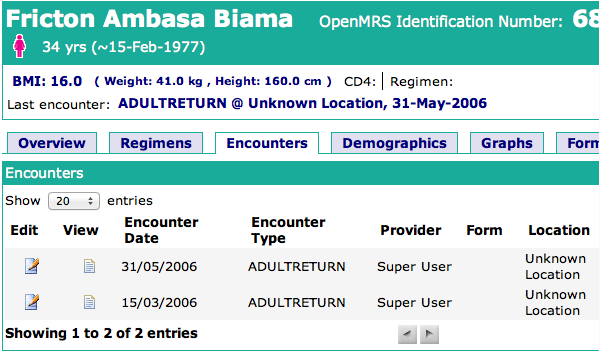 Fricton Ambasa Biama OpenMRS Identification Number: 68
34 yrs (~15-Feb-1977)
BMI: 16.0 ( Weight: 41.0 kg , Height: 160.0 cm ) CD4: Regimen:
Last encounter: ADULTRETURN @ Unknown Location, 31-May-2006
Overview Regimens Encounters Demographics Graphs Form
Encounters
Show 20 entries
Edit View Encounter Date Encounter Type Provider Form Location
31/05/2006 ADULTRETURN Super User Unknown Location
15/03/2006 ADULTRETURN Super User Unknown Location
Showing 1 to 2 of 2 entries